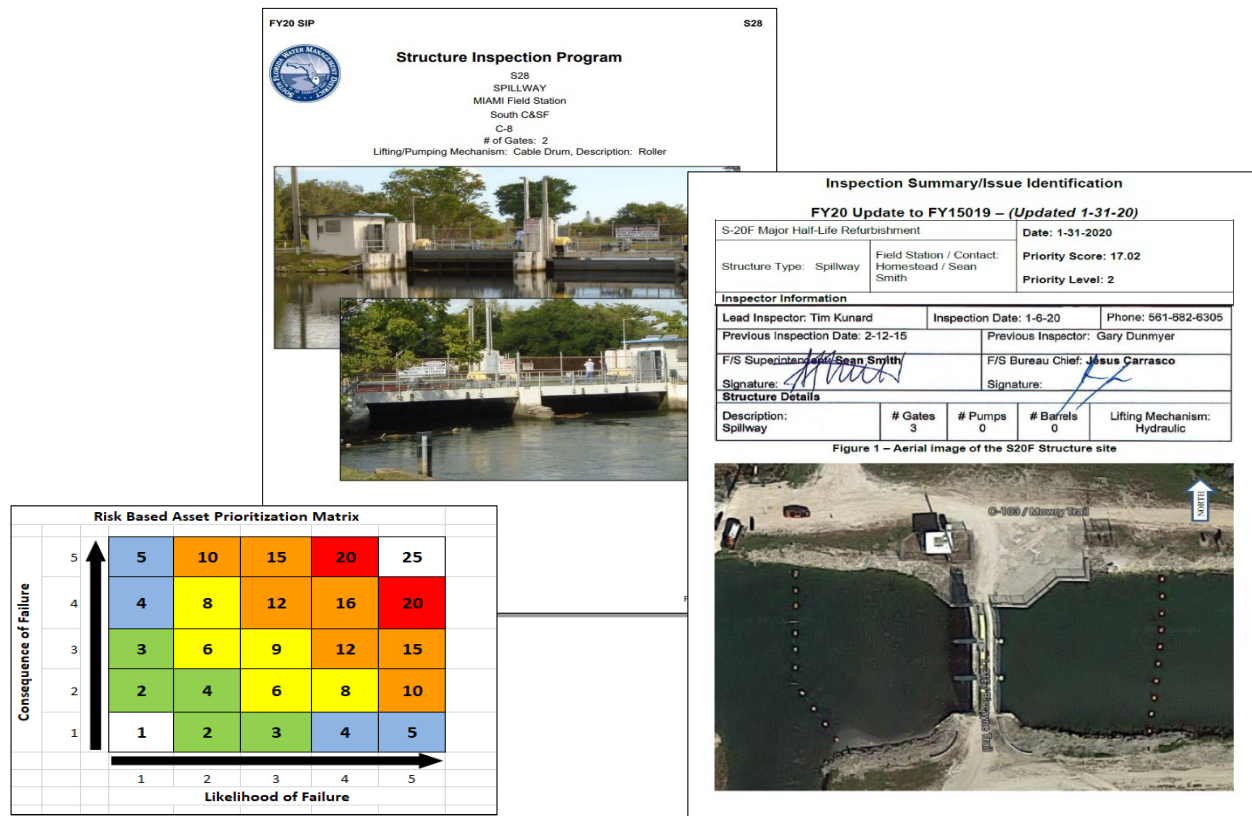 FY20 SIP
S28
SOUTH FLORIDA WATER MANAGEMENT DISTRICT
Structure Inspection Program
S28
SPILLWAY
MIAMI Field Station
South C&SF
C-8
# of Gates: 2
Lifting/Pumping Mechanism: Cable Drum, Description: Roller
Inspection Summary/Issue Identification
FY20 Update to FY15019 – (Updated 1-31-20)
S-20F Major Half-Life Refurbishment
Date: 1-31-2020
Structure Type: Spillway
Field Station / Contact:
Homestead / Sean
Smith
Priority Score: 17.02
Priority Level: 2
Inspector Information
Lead Inspector: Tim Kunard
Inspection Date: 1-6-20
Phone: 561-682-6305
Previous Inspection Date: 2-12-15
Previous Inspector: Gary Dunmyer
F/S Superintendent: Sean Smith
F/S Bureau Chief: Jesus Carrasco
Signature:
Signature:
Structure Details
Description:
Spillway
# Gates
3
# Pumps
0
# Barrels
0
Lifting Mechanism:
Hydraulic
Figure 1 – Aerial image of the S20F Structure site
NORTH
C-103 / Mowry Trail
Risk Based Asset Prioritization Matrix
Consequence of Failure
5 5 10 15 20 25
4 4 8 12 16 20
3 3 6 9 12 15
2 2 4 6 8 10
1 1 2 3 4 5
1 2 3 4 5
Likelihood of Failure